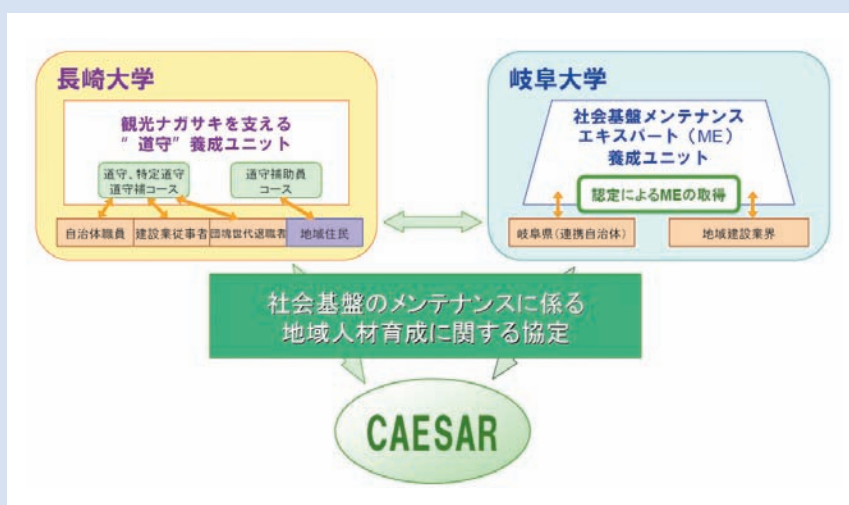 長崎大学
観光ナガサキを支える
“道守”養成ユニット
道守、特定道守
道守補コース
道守補助員
コース
自治体職員
建設業従事者
団塊世代退職者
地域住民
岐阜大学
社会基盤メンテナンス
エキスパート（ME）
養成ユニット
認定によるMEの取得
岐阜県（連携自治体）
地域建設業界
社会基盤のメンテナンスに係る
地域人材育成に関する協定
CAESAR